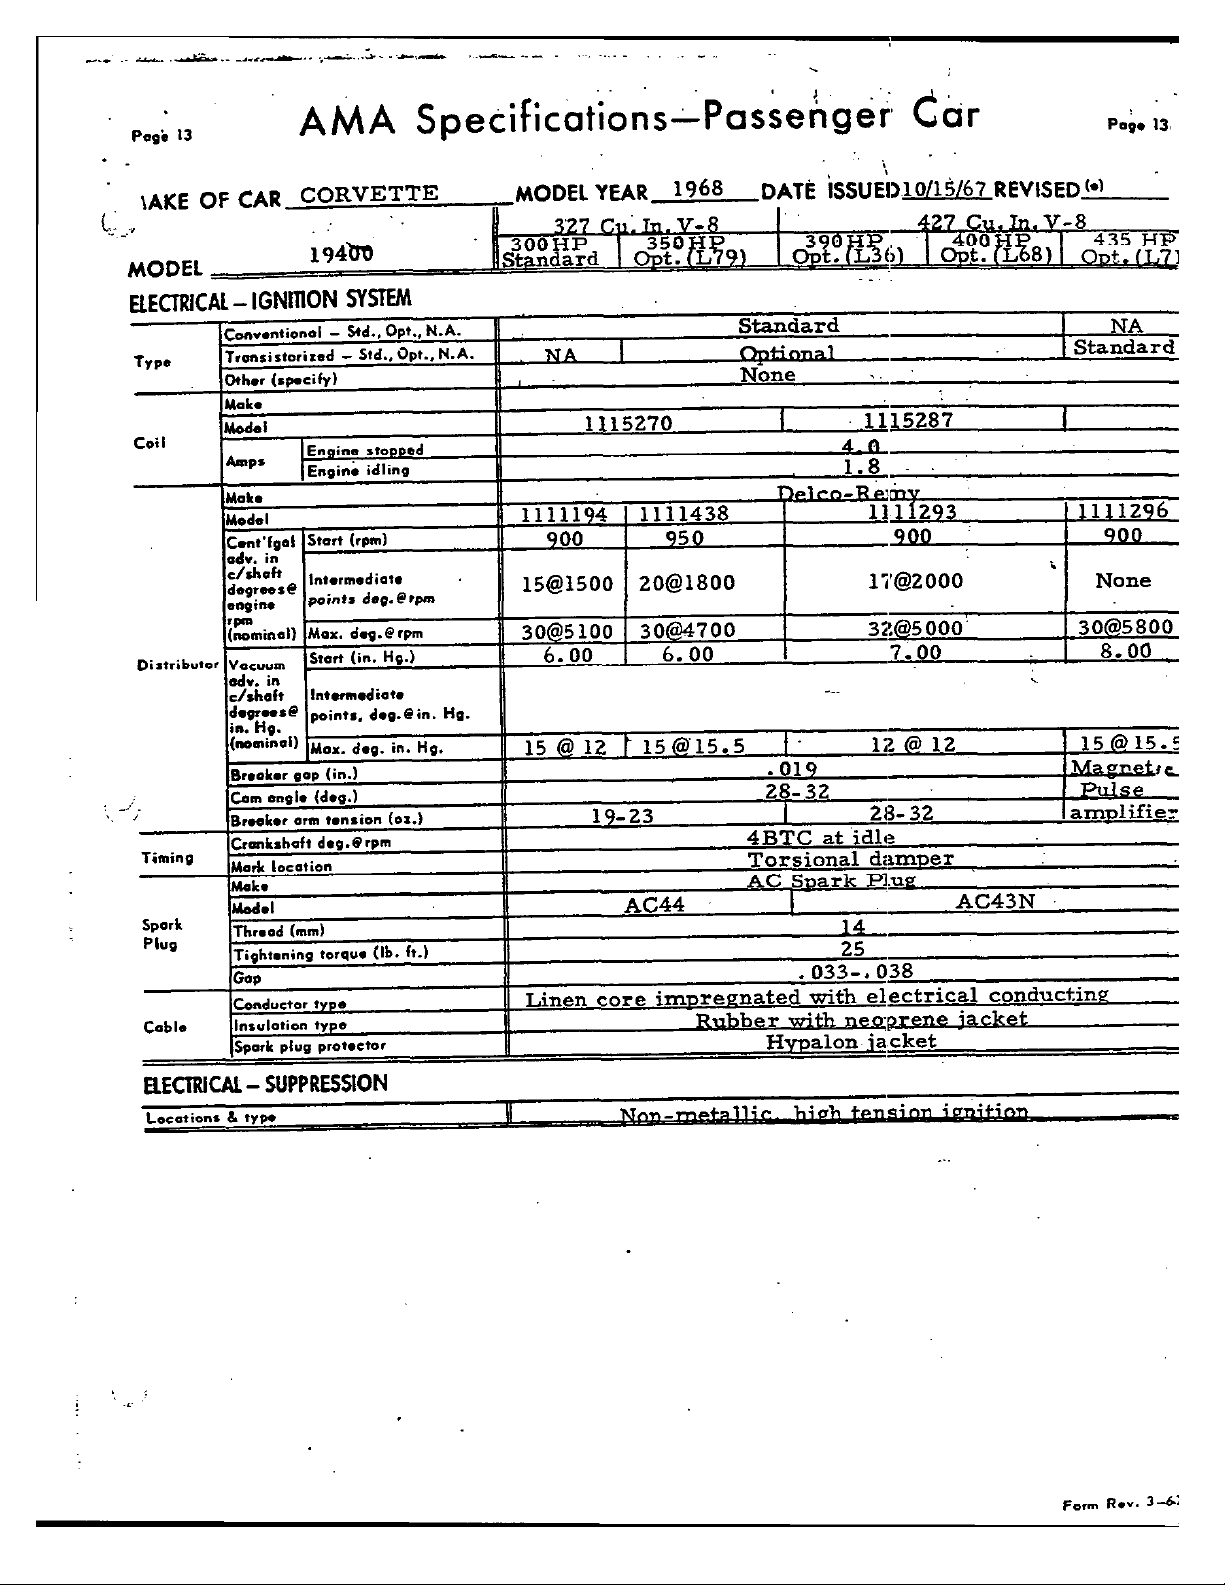 AMA Specifications—Passenger Car
Page 13
Page 13
MAKE OF CAR CORVETTE MODEL YEAR 1968 DATE ISSUED 10/15/67 REVISED (•)
MODEL 19400
327 Cu. In. V-8 427 Cu. In. V-8
300 HP Standard 350 HP Opt. (L79) 390 HP Opt. (L36) 400 HP Opt. (L68) 435 HP Opt. (L71
ELECTRICAL – IGNITION SYSTEM
Type
Conventional – Std., Opt., N.A. Standard NA
Transistorized – Std., Opt., N.A. NA Optional Standard
Other (specify) None
Coil
Make
Model 1115270 1115287
Amps Engine stopped 4.0
Engine idling 1.8
Distributor
Make Delco-Remy
Model 1111194 1111438 1111293 1111296
Cent'fgal adv. in c/shaft degrees@ engine rpm (nominal)
Start (rpm) 900 950 900 900
Intermediate points deg.@rpm 15@1500 20@1800 17@2000 None
Max. deg.@rpm 30@5100 30@4700 32@5000 30@5800
Vacuum adv. in c/shaft degrees@ in. Hg. (nominal)
Start (in. Hg.) 6.00 6.00 7.00 8.00
Intermediate points, deg.@in. Hg.
Max. deg. in. Hg. 15 @ 12 15 @ 15.5 12 @ 12 15 @ 15.5
Breaker gap (in.) .019 Magnetic
Cam angle (deg.) 28-32 Pulse
Breaker arm tension (oz.) 19-23 28-32 amplifier
Timing
Crankshaft deg.@rpm 4BTC at idle
Mark location Torsional damper
Spark Plug
Make AC Spark Plug
Model AC44 AC43N
Thread (mm) 14
Tightening torque (lb. ft.) 25
Gap .033-.038
Cable
Conductor type Linen core impregnated with electrical conducting
Insulation type Rubber with neoprene jacket
Spark plug protector Hypalon jacket
ELECTRICAL – SUPPRESSION
Locations & type Non-metallic, high tension ignition
Form Rev. 3-67